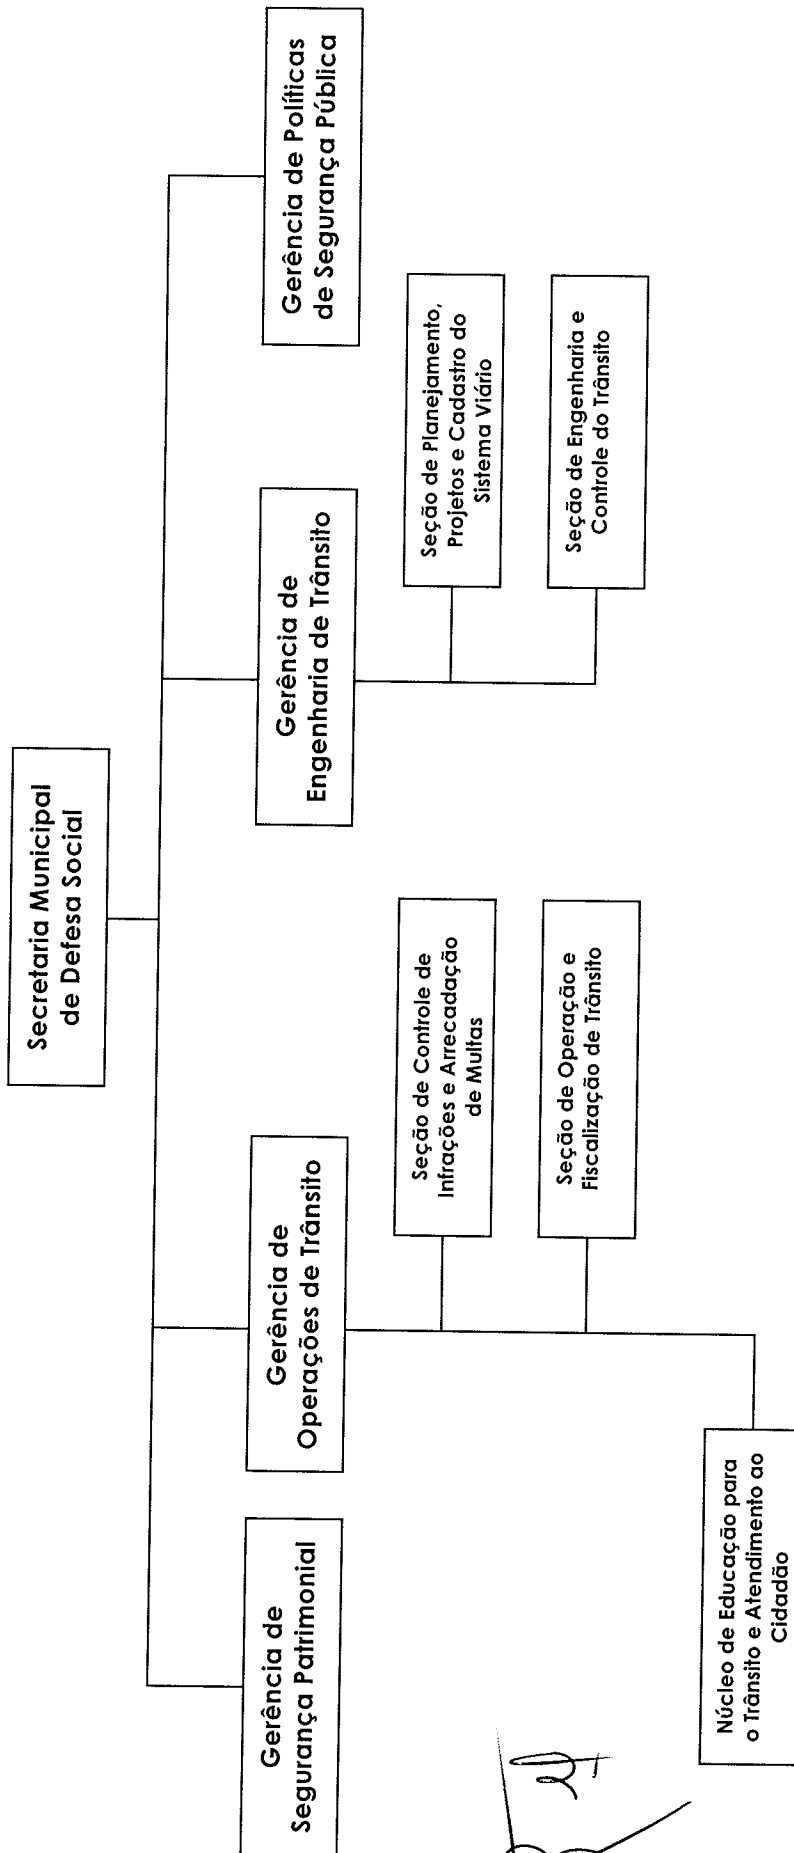 Secretaria Municipal
de Defesa Social
Gerência de
Segurança Patrimonial
Gerência de
Operações de Trânsito
Gerência de
Engenharia de Trânsito
Gerência de Políticas
de Segurança Pública
Seção de Controle de
Infrações e Arrecadação
de Multas
Seção de Operação e
Fiscalização de Trânsito
Núcleo de Educação para
o Trânsito e Atendimento ao
Cidadão
Seção de Planejamento,
Projetos e Cadastro do
Sistema Viário
Seção de Engenharia e
Controle do Trânsito